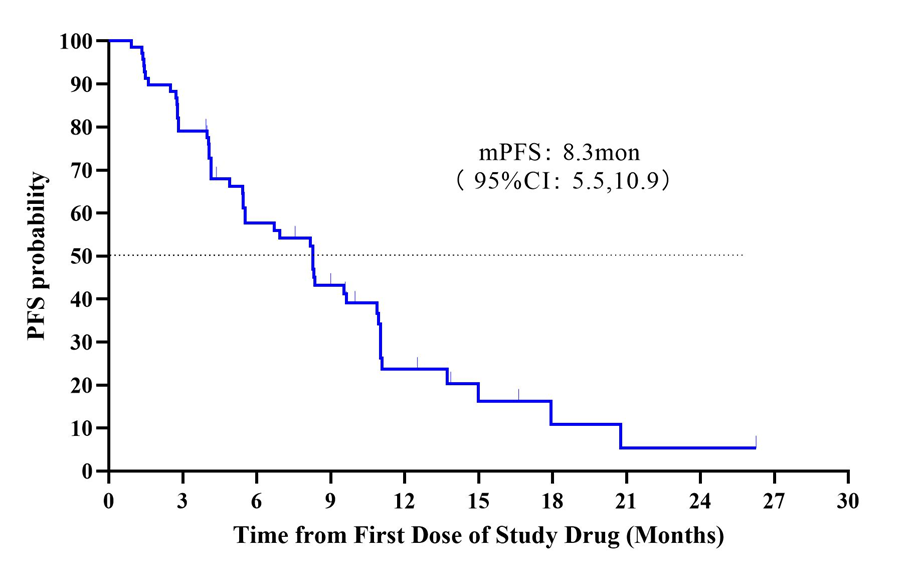 100
90
80
70
60
50
40
30
20
10
0
PFS probability
mPFS: 8.3mon
( 95%CI: 5.5,10.9)
0 3 6 9 12 15 18 21 24 27 30
Time from First Dose of Study Drug (Months)